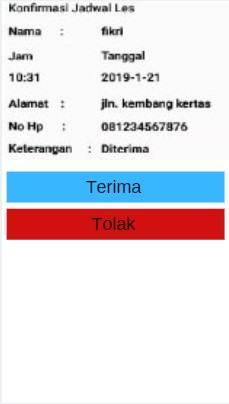 Konfirmasi Jadwal Les
Nama : fikri
Jam Tanggal
10:31 2019-1-21
Alamat : jln. kembang kertas
No Hp : 081234567876
Keterangan : Diterima
Terima
Tolak